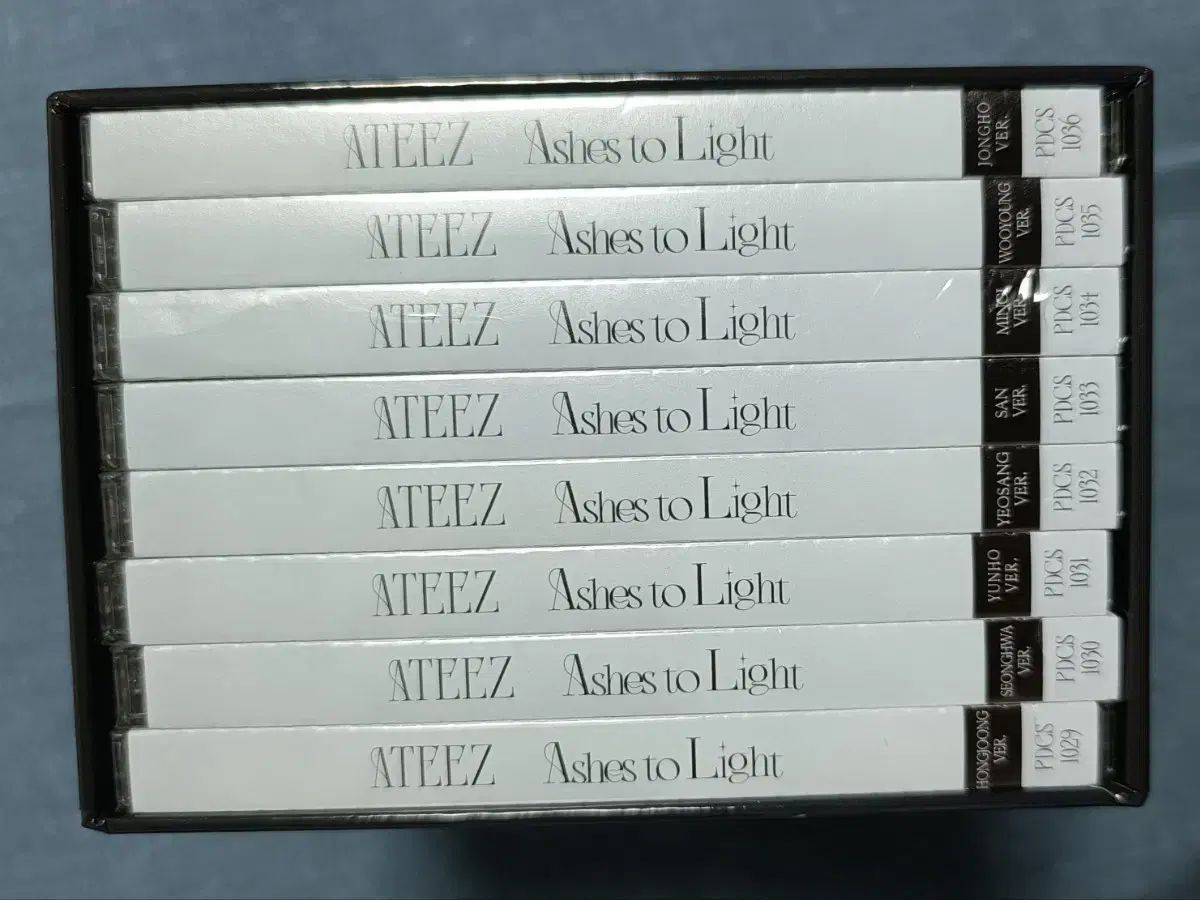 ATEEZ Ashes to Light JONGHO VER. PDCS 1036
ATEEZ Ashes to Light WOOYOUNG VER. PDCS 1035
ATEEZ Ashes to Light VER. PDCS 1034
ATEEZ Ashes to Light SAN VER. PDCS 1033
ATEEZ Ashes to Light YEOSANG VER. PDCS 1032
ATEEZ Ashes to Light YUNHO VER. PDCS 1031
ATEEZ Ashes to Light SEONGHWA VER. PDCS 1030
ATEEZ Ashes to Light HONGJOONG VER. PDCS 1029